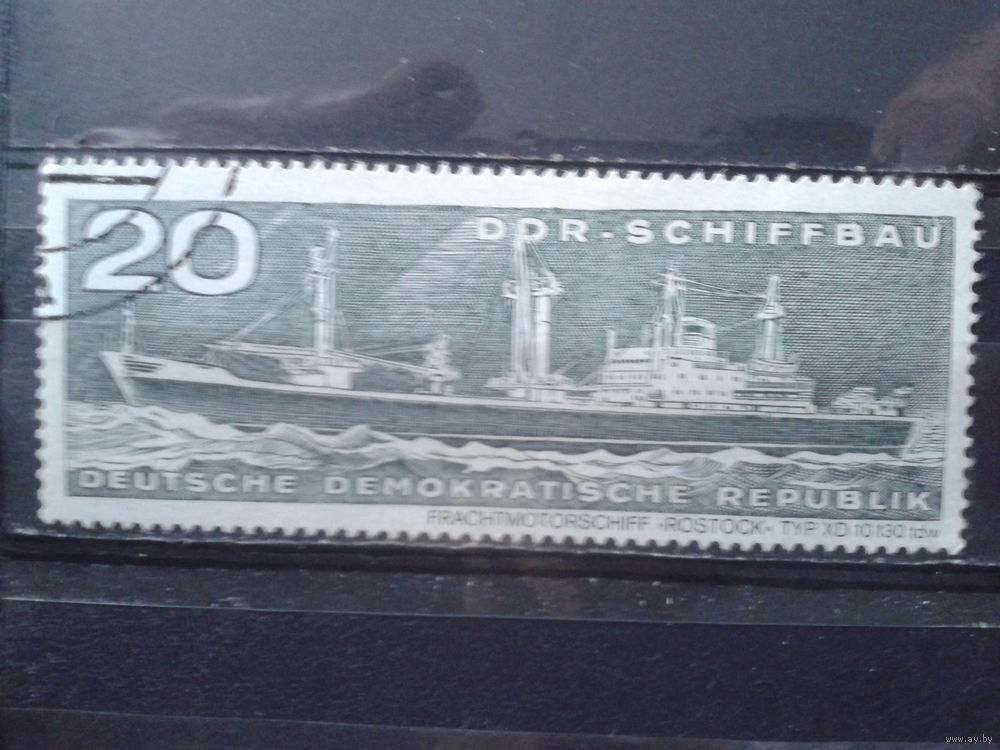 20
DDR-SCHIFFBAU
DEUTSCHE DEMOKRATISCHE REPUBLIK
FRACHTMOTORSCHIFF »ROSTOCK« TYP XD 10130 tdw
www.ay.by